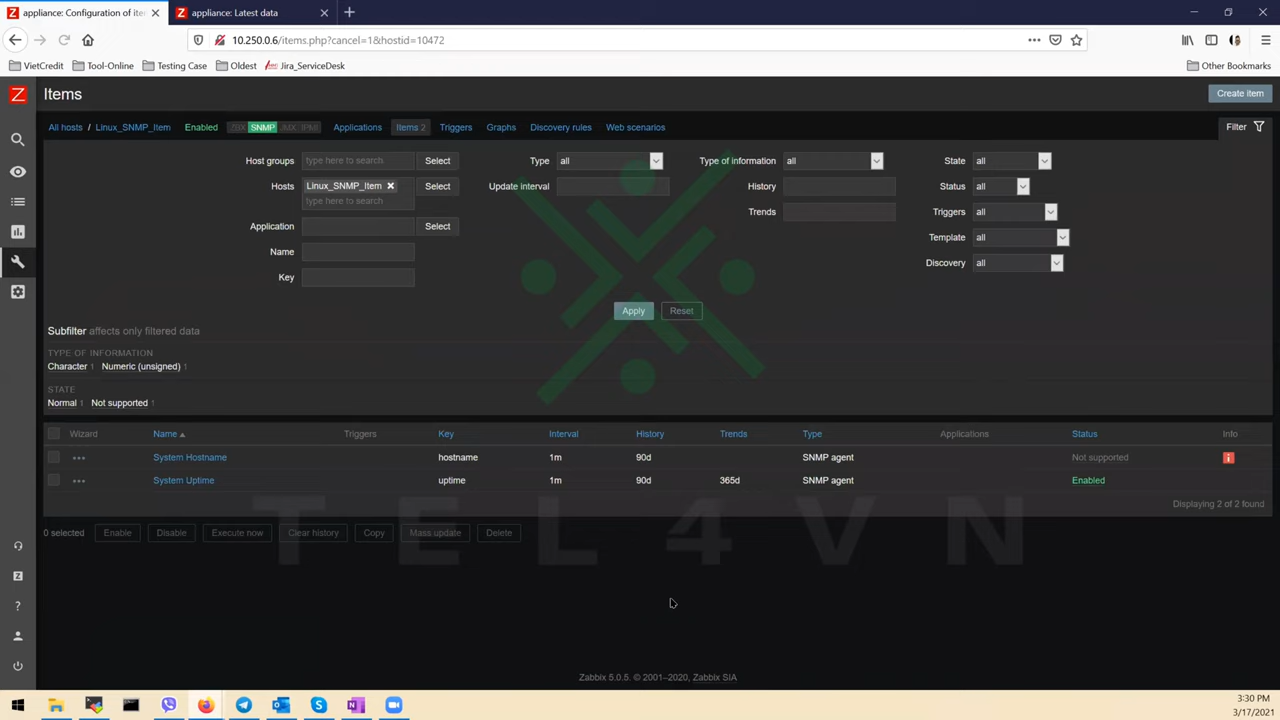 appliance: Configuration of ite
appliance: Latest data
10.250.0.6/items.php?cancel=1&hostid=10472
VietCredit
Tool-Online
Testing Case
Oldest
Jira_ServiceDesk
Other Bookmarks
Z
Items
Create item
All hosts / Linux_SNMP_Item
Enabled
ZBX SNMP JMX IPMI
Applications
Items 2
Triggers
Graphs
Discovery rules
Web scenarios
Filter
Host groups type here to search Select
Type all
Type of information all
State all
Hosts Linux_SNMP_Item
type here to search
Select
Update interval
History
Status all
Application Select
Trends
Triggers all
Name
Template all
Key
Discovery all
Apply Reset
Subfilter affects only filtered data
TYPE OF INFORMATION
Character 1 Numeric (unsigned) 1
STATE
Normal 1 Not supported 1
Wizard Name Triggers Key Interval History Trends Type Applications Status Info
System Hostname hostname 1m 90d SNMP agent Not supported i
System Uptime uptime 1m 90d 365d SNMP agent Enabled
Displaying 2 of 2 found
0 selected Enable Disable Execute now Clear history Copy Mass update Delete
TEL4VN
Zabbix 5.0.5. © 2001–2020, Zabbix SIA
3:30 PM
3/17/2021